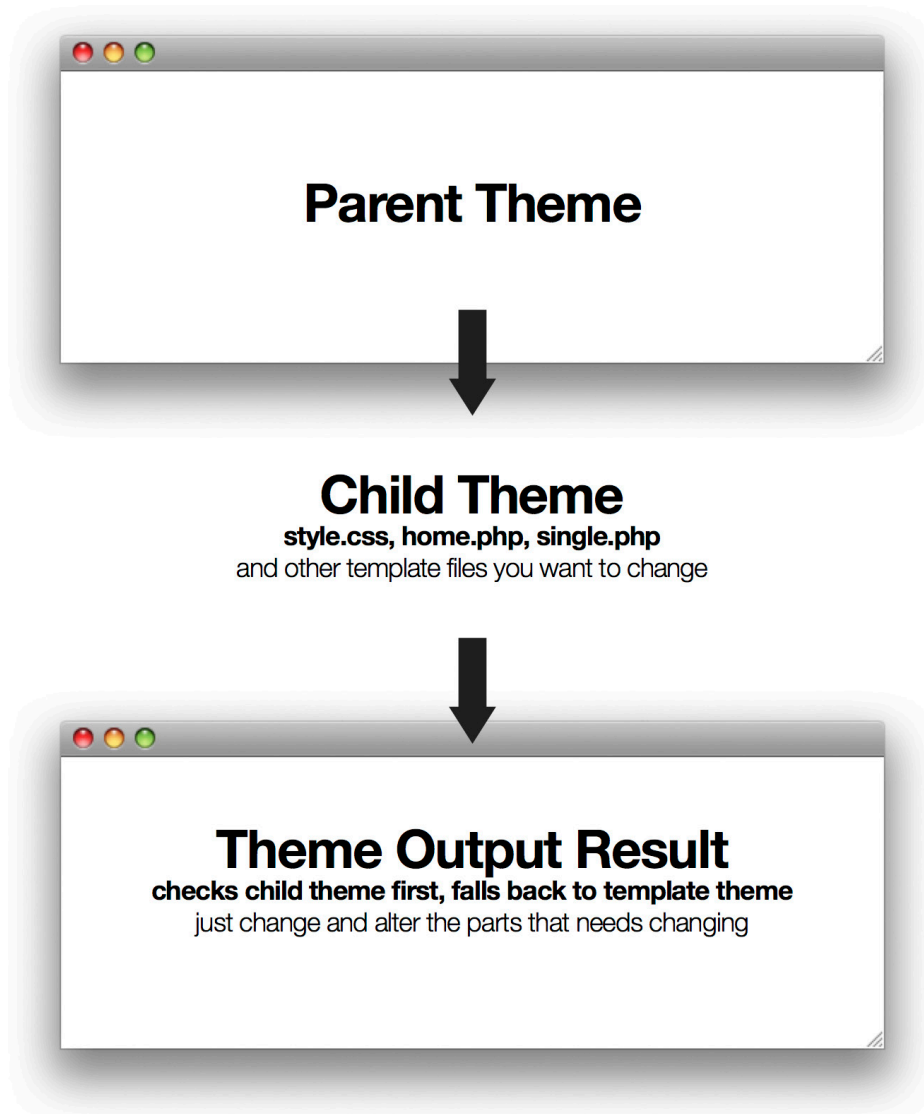 Parent Theme
Child Theme
style.css, home.php, single.php
and other template files you want to change
Theme Output Result
checks child theme first, falls back to template theme
just change and alter the parts that needs changing